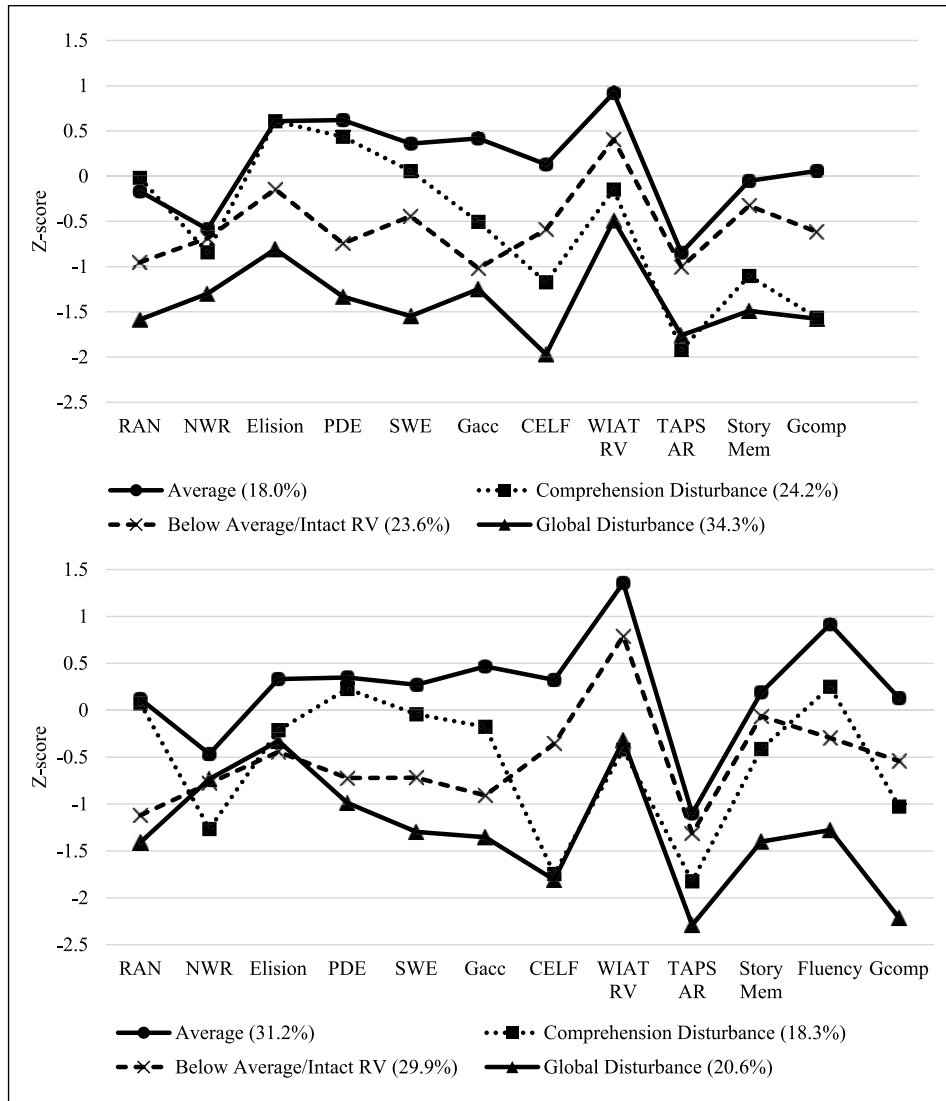 1.5
1
0.5
0
-0.5
-1
-1.5
-2
-2.5
Z-score
RAN NWR Elision PDE SWE Gacc CELF WIAT RV TAPS AR Story Mem Gcomp
Average (18.0%) Comprehension Disturbance (24.2%)
Below Average/Intact RV (23.6%) Global Disturbance (34.3%)
1.5
1
0.5
0
-0.5
-1
-1.5
-2
-2.5
Z-score
RAN NWR Elision PDE SWE Gacc CELF WIAT RV TAPS AR Story Mem Fluency Gcomp
Average (31.2%) Comprehension Disturbance (18.3%)
Below Average/Intact RV (29.9%) Global Disturbance (20.6%)